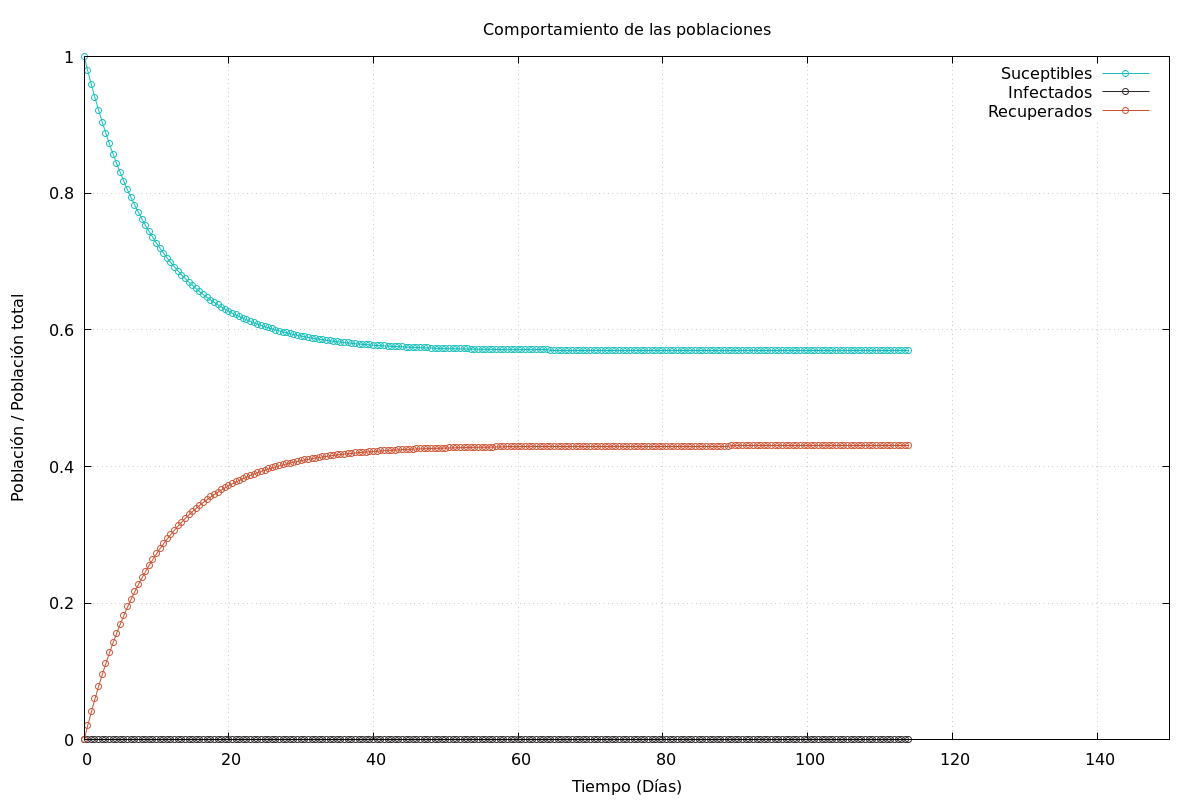 Comportamiento de las poblaciones
Suceptibles
Infectados
Recuperados
Población / Población total
1
0.8
0.6
0.4
0.2
0
0 20 40 60 80 100 120 140
Tiempo (Días)